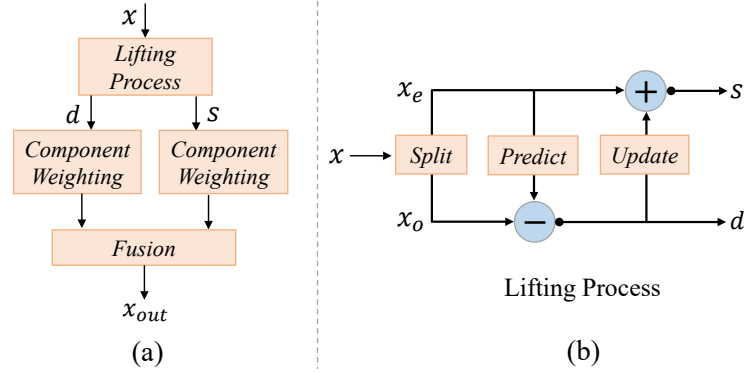 x
Lifting
Process
d
s
Component
Weighting
Component
Weighting
Fusion
x_out
(a)
x
Split
x_e
x_o
Predict
Update
+
−
s
d
Lifting Process
(b)